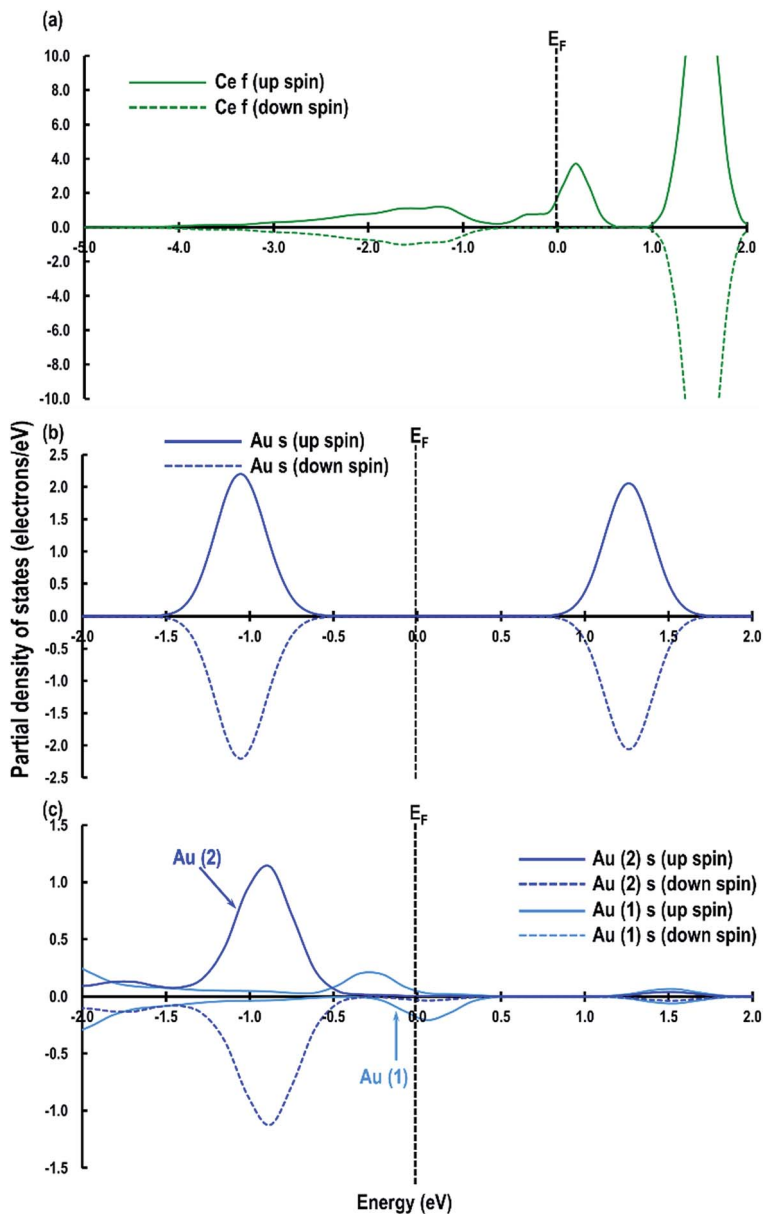 (a)
E_F
10.0
Ce f (up spin)
8.0
Ce f (down spin)
6.0
4.0
2.0
0.0
-5.0 -4.0 -3.0 -2.0 -1.0 0.0 1.0 2.0
-2.0
-4.0
-6.0
-8.0
-10.0
Partial density of states (electrons/eV)
(b)
E_F
Au s (up spin)
2.5
Au s (down spin)
2.0
1.5
1.0
0.5
0.0
-2.0 -1.5 -1.0 -0.5 0.0 0.5 1.0 1.5 2.0
-0.5
-1.0
-1.5
-2.0
-2.5
(c)
E_F
1.5
Au (2)
Au (2) s (up spin)
Au (2) s (down spin)
Au (1) s (up spin)
Au (1) s (down spin)
1.0
0.5
0.0
-2.0 -1.5 -1.0 -0.5 0.0 0.5 1.0 1.5 2.0
-0.5
Au (1)
-1.0
-1.5
Energy (eV)